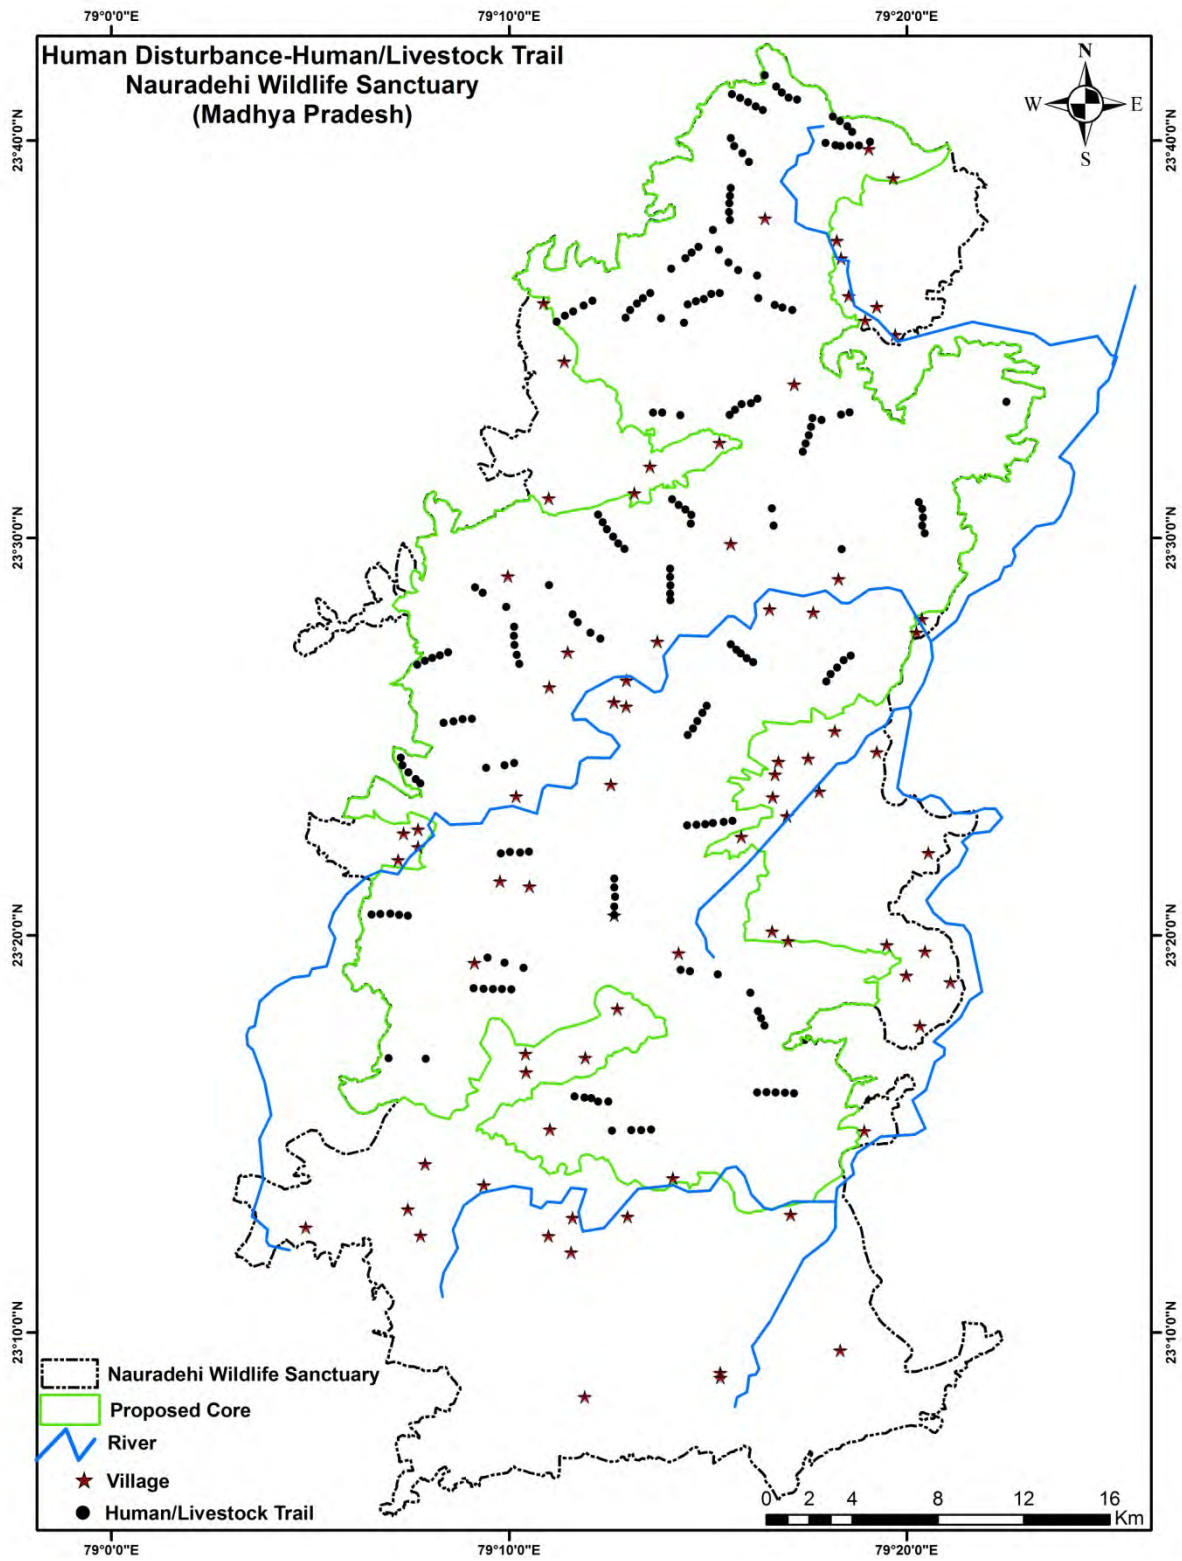 79°0'0"E 79°10'0"E 79°20'0"E
Human Disturbance-Human/Livestock Trail
Nauradehi Wildlife Sanctuary
(Madhya Pradesh)
N
W E
S
23°40'0"N 23°40'0"N
23°30'0"N 23°30'0"N
23°20'0"N 23°20'0"N
23°10'0"N 23°10'0"N
Nauradehi Wildlife Sanctuary
Proposed Core
River
Village
Human/Livestock Trail
0 2 4 8 12 16
Km
79°0'0"E 79°10'0"E 79°20'0"E